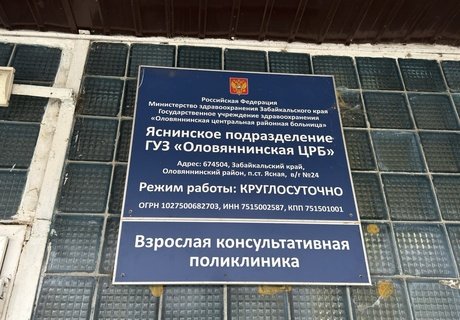 Российская Федерация
Министерство здравоохранения Забайкальского края
Государственное учреждение здравоохранения
«Оловяннинская центральная районная больница»
Яснинское подразделение
ГУЗ «Оловяннинская ЦРБ»
Адрес: 674504, Забайкальский край,
Оловяннинский район, п.ст. Ясная, в/г №24
Режим работы: КРУГЛОСУТОЧНО
ОГРН 1027500682703, ИНН 7515002587, КПП 751501001
Взрослая консультативная
поликлиника